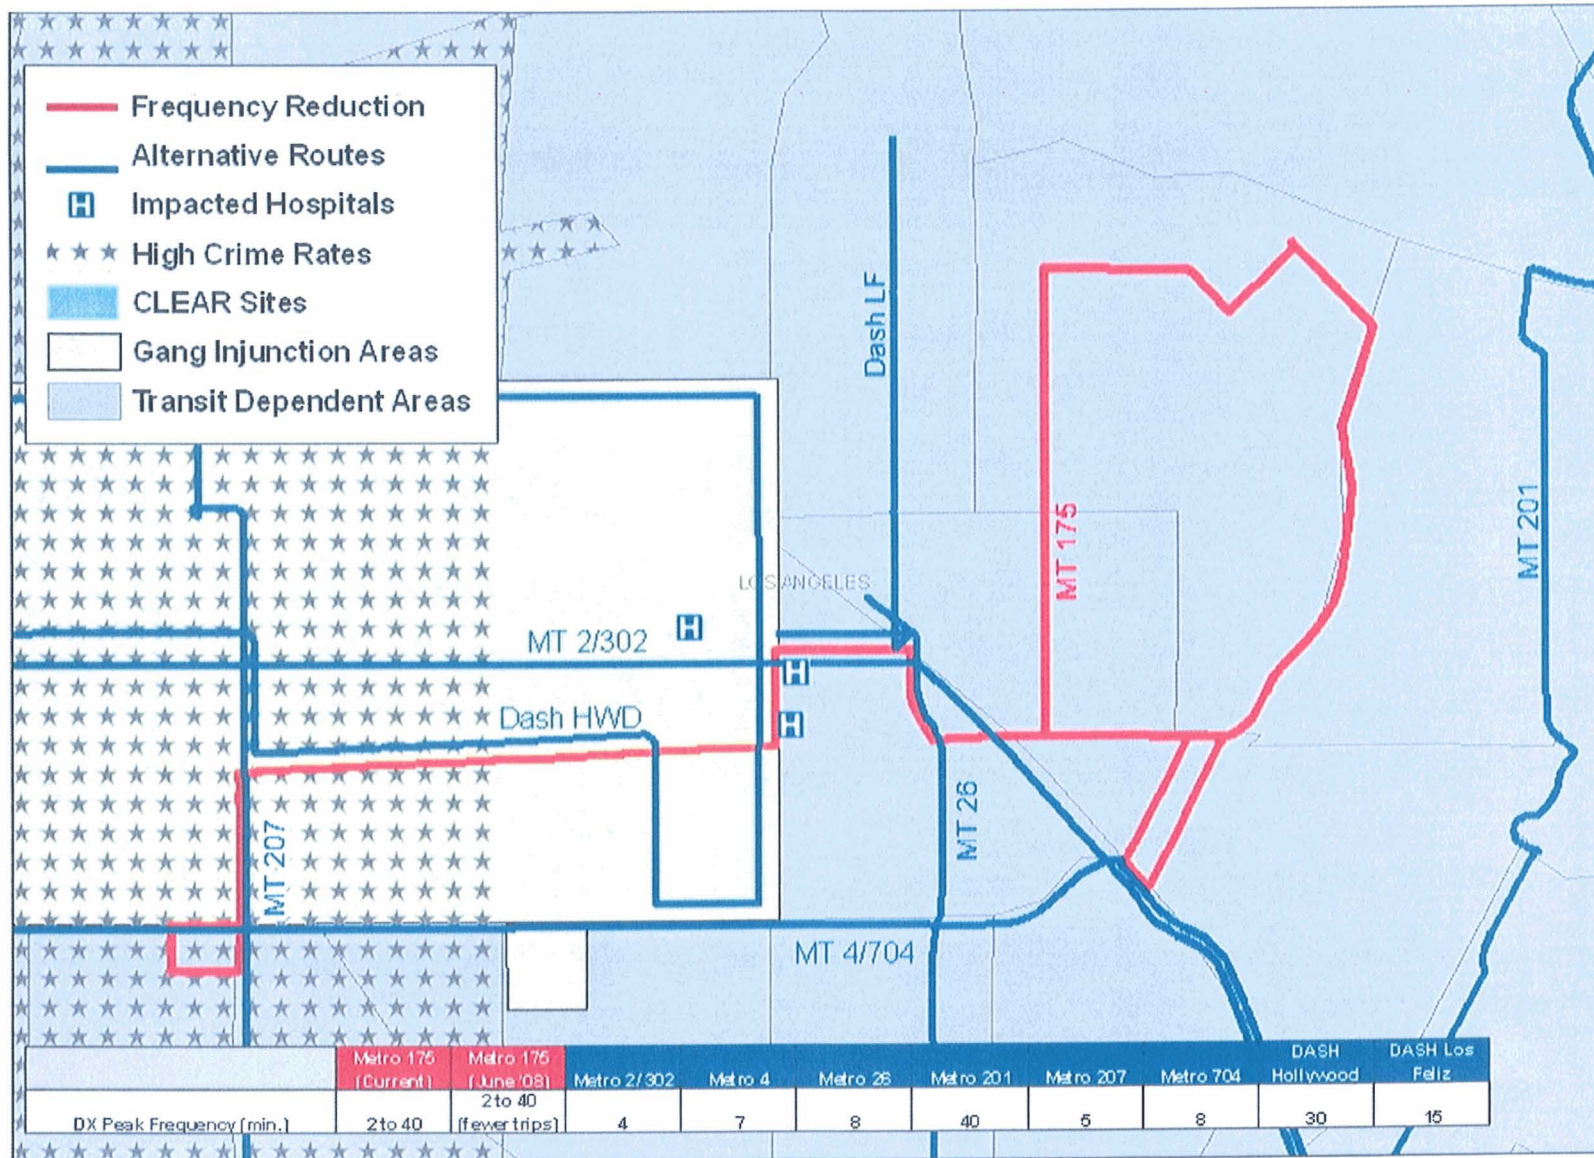 Frequency Reduction
Alternative Routes
H Impacted Hospitals
High Crime Rates
CLEAR Sites
Gang Injunction Areas
Transit Dependent Areas
Dash LF
MT 175
MT 201
LOS ANGELES
H
MT 2/302
H
Dash HWD
H
MT 207
MT 26
MT 4/704
Metro 175 (Current)
Metro 175 (June '08)
Metro 2/302
Metro 4
Metro 26
Metro 201
Metro 207
Metro 704
DASH Hollywood
DASH Los Feliz
DX Peak Frequency (min.)
2 to 40
2 to 40 (fewer trips)
4
7
8
40
5
8
30
15